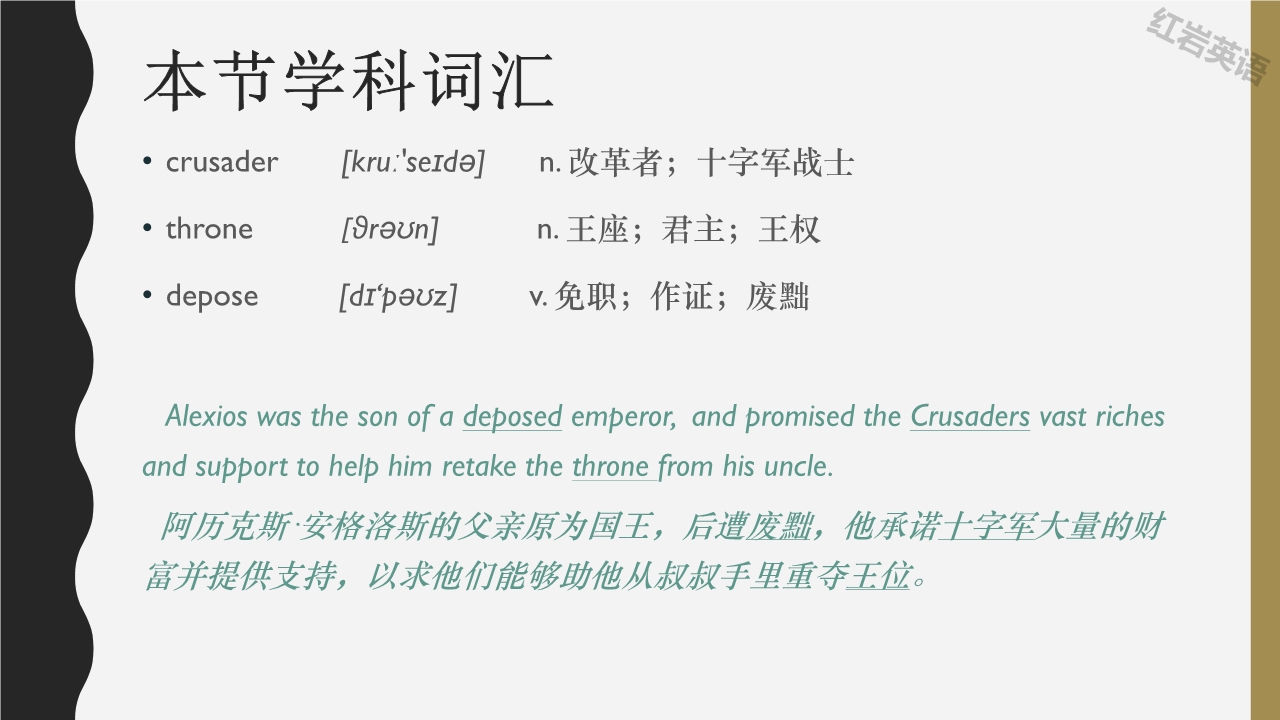 红岩英语
本节学科词汇
• crusader [kruːˈseɪdə] n. 改革者；十字军战士
• throne [θrəʊn] n. 王座；君主；王权
• depose [dɪ‘pəʊz] v. 免职；作证；废黜
Alexios was the son of a deposed emperor, and promised the Crusaders vast riches
and support to help him retake the throne from his uncle.
阿历克斯·安格洛斯的父亲原为国王，后遭废黜，他承诺十字军大量的财
富并提供支持，以求他们能够助他从叔叔手里重夺王位。